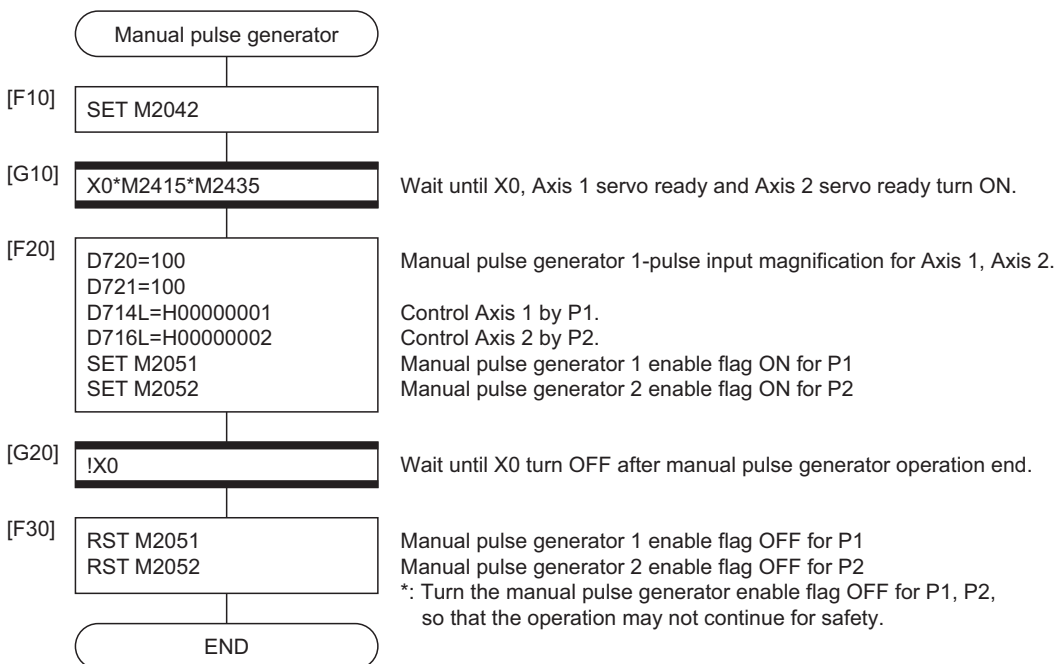 Manual pulse generator
[F10]
SET M2042
[G10]
X0*M2415*M2435 Wait until X0, Axis 1 servo ready and Axis 2 servo ready turn ON.
[F20]
D720=100 Manual pulse generator 1-pulse input magnification for Axis 1, Axis 2.
D721=100
D714L=H00000001 Control Axis 1 by P1.
D716L=H00000002 Control Axis 2 by P2.
SET M2051 Manual pulse generator 1 enable flag ON for P1
SET M2052 Manual pulse generator 2 enable flag ON for P2
[G20]
!X0 Wait until X0 turn OFF after manual pulse generator operation end.
[F30]
RST M2051 Manual pulse generator 1 enable flag OFF for P1
RST M2052 Manual pulse generator 2 enable flag OFF for P2
*: Turn the manual pulse generator enable flag OFF for P1, P2,
so that the operation may not continue for safety.
END